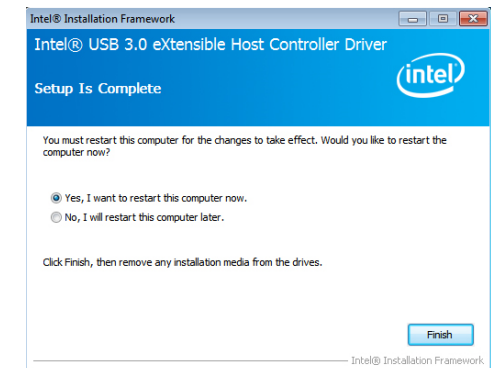 Intel® Installation Framework
Intel® USB 3.0 eXtensible Host Controller Driver
intel
Setup Is Complete
You must restart this computer for the changes to take effect. Would you like to restart the
computer now?
Yes, I want to restart this computer now.
No, I will restart this computer later.
Click Finish, then remove any installation media from the drives.
Finish
Intel® Installation Framework